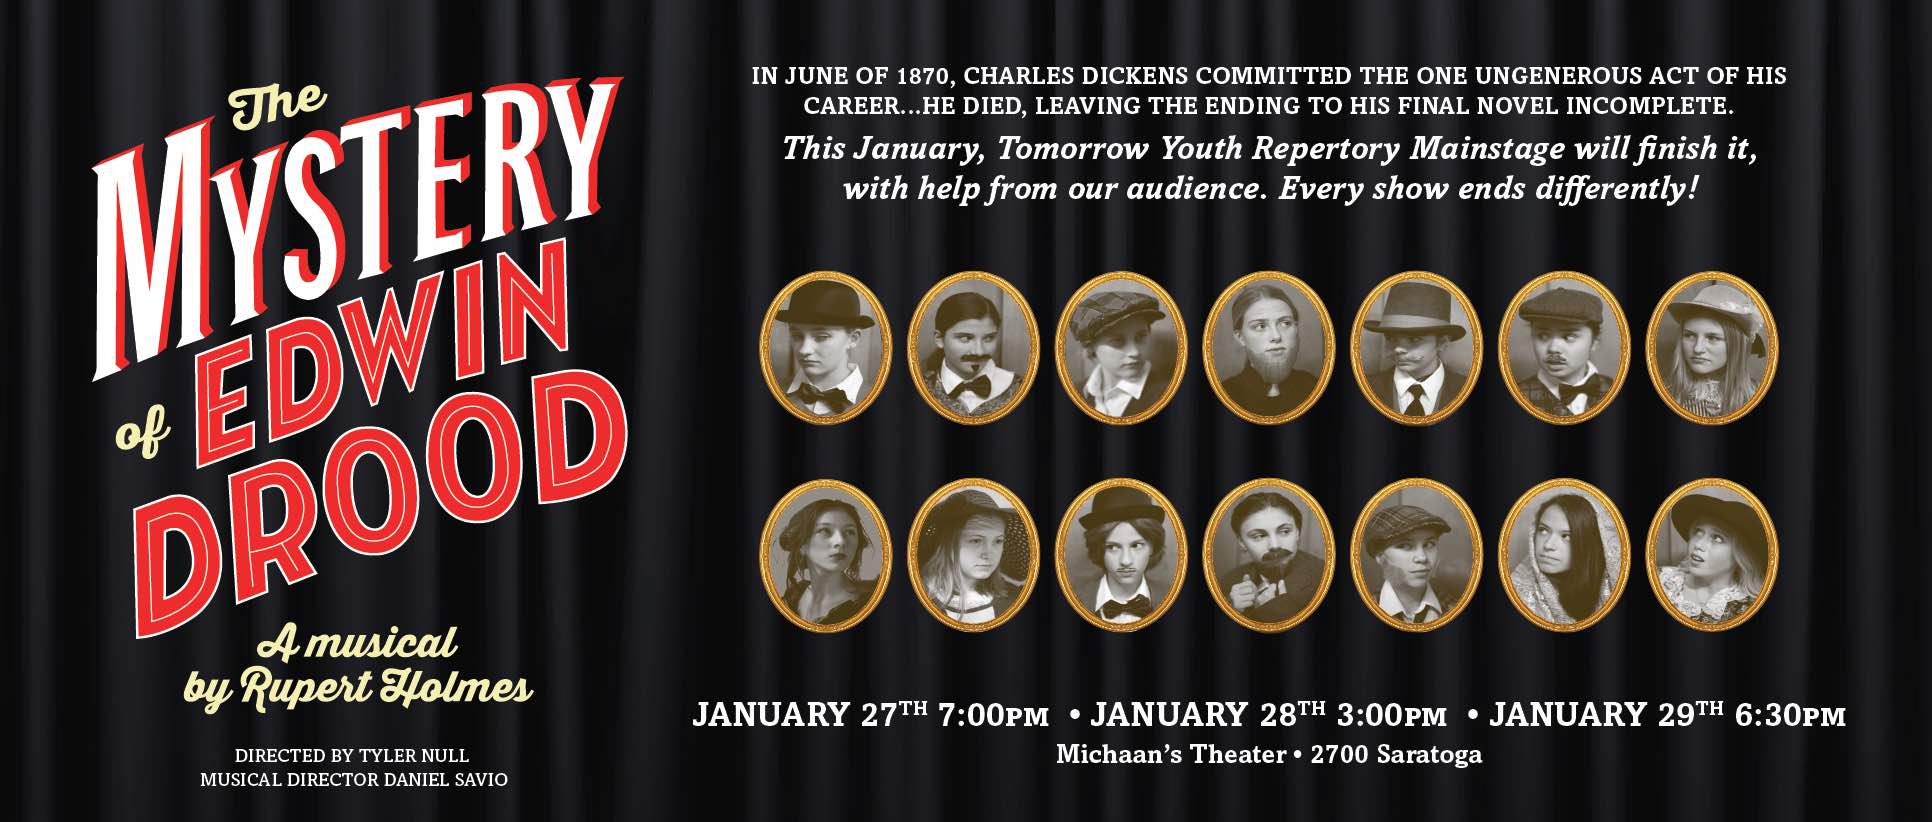 The
MYSTERY
of EDWIN
DROOD
A musical
by Rupert Holmes
DIRECTED BY TYLER NULL
MUSICAL DIRECTOR DANIEL SAVIO
IN JUNE OF 1870, CHARLES DICKENS COMMITTED THE ONE UNGENEROUS ACT OF HIS
CAREER...HE DIED, LEAVING THE ENDING TO HIS FINAL NOVEL INCOMPLETE.
This January, Tomorrow Youth Repertory Mainstage will finish it,
with help from our audience. Every show ends differently!
JANUARY 27TH 7:00PM • JANUARY 28TH 3:00PM • JANUARY 29TH 6:30PM
Michaan's Theater • 2700 Saratoga